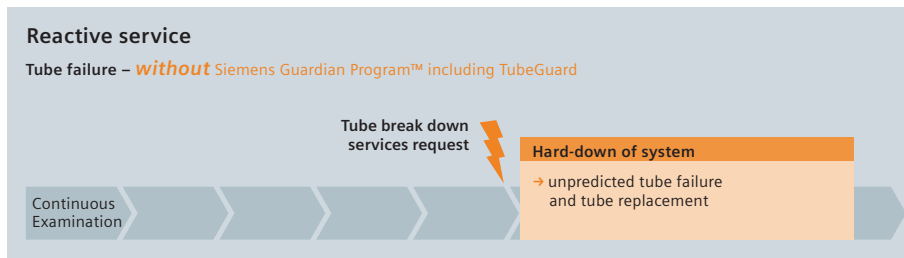 Reactive service
Tube failure – without Siemens Guardian Program™ including TubeGuard
Tube break down
services request
Hard-down of system
→ unpredicted tube failure
and tube replacement
Continuous
Examination